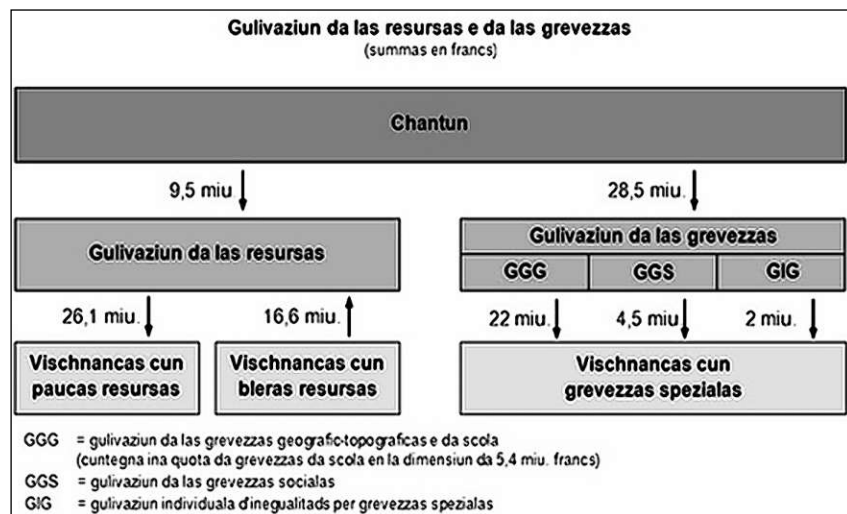 Gulivaziun da las resursas e da las grevezzas
(summas en francs)
Chantun
9,5 miu.
28,5 miu.
Gulivaziun da las resursas
Gulivaziun da las grevezzas
GGG
GGS
GIG
26,1 miu.
16,6 miu.
22 miu.
4,5 miu
2 miu.
Vischnancas cun
paucas resursas
Vischnancas cun
bleras resursas
Vischnancas cun
grevezzas spezialas
GGG = gulivaziun da las grevezzas geografic-topograficas e da scola
(cuntegna ina quota da grevezzas da scola en la dimensiun da 5,4 miu. francs)
GGS = gulivaziun da las grevezzas socialas
GIG = gulivaziun individuala d'inegualitads per grevezzas spezialas